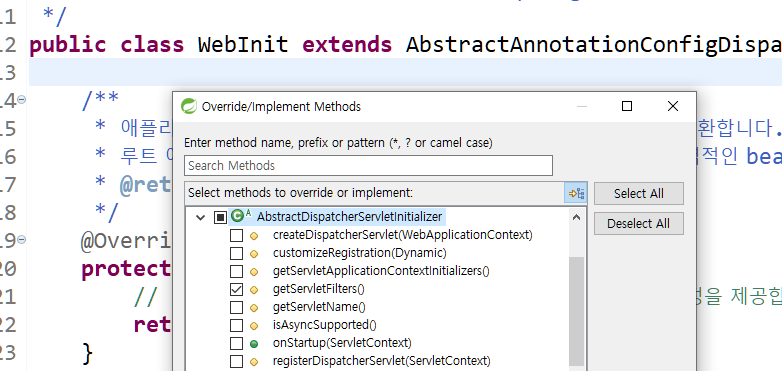 11 */
12 public class WebInit extends AbstractAnnotationConfigDispa
13
14 /**
Override/Implement Methods
15 * 애플리 환합니다.
Enter method name, prefix or pattern (*, ? or camel case)
16 * 루트 적인 bea
Search Methods
17 * @ret
Select methods to override or implement:
Select All
18 */
AbstractDispatcherServletInitializer
Deselect All
19 @Overri
createDispatcherServlet(WebApplicationContext)
customizeRegistration(Dynamic)
20 protect
getServletApplicationContextInitializers()
21 // 을 제공합
getServletFilters()
getServletName()
22 ret
isAsyncSupported()
onStartup(ServletContext)
23 }
registerDispatcherServlet(ServletContext)